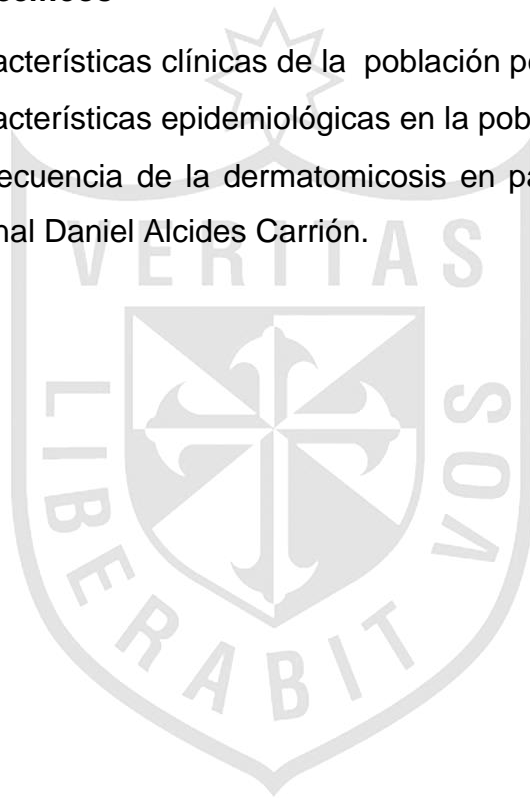 acterísticas clínicas de la población po
acterísticas epidemiológicas en la pob
ecuencia de la dermatomicosis en pa
nal Daniel Alcides Carrión.
VERITAS
LIBERABIT
VOS